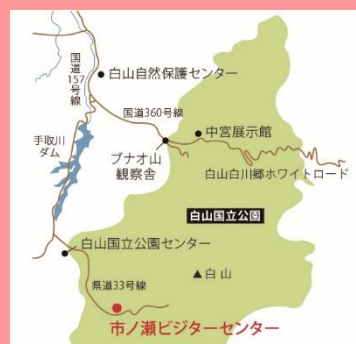 国道
157
号線
白山自然保護センター
国道360号線
中宮展示館
手取川
ダム
ブナオ山
観察舎
白山白川郷ホワイトロード
白山国立公園
白山国立公園センター
県道33号線
▲白山
市ノ瀬ビジターセンター